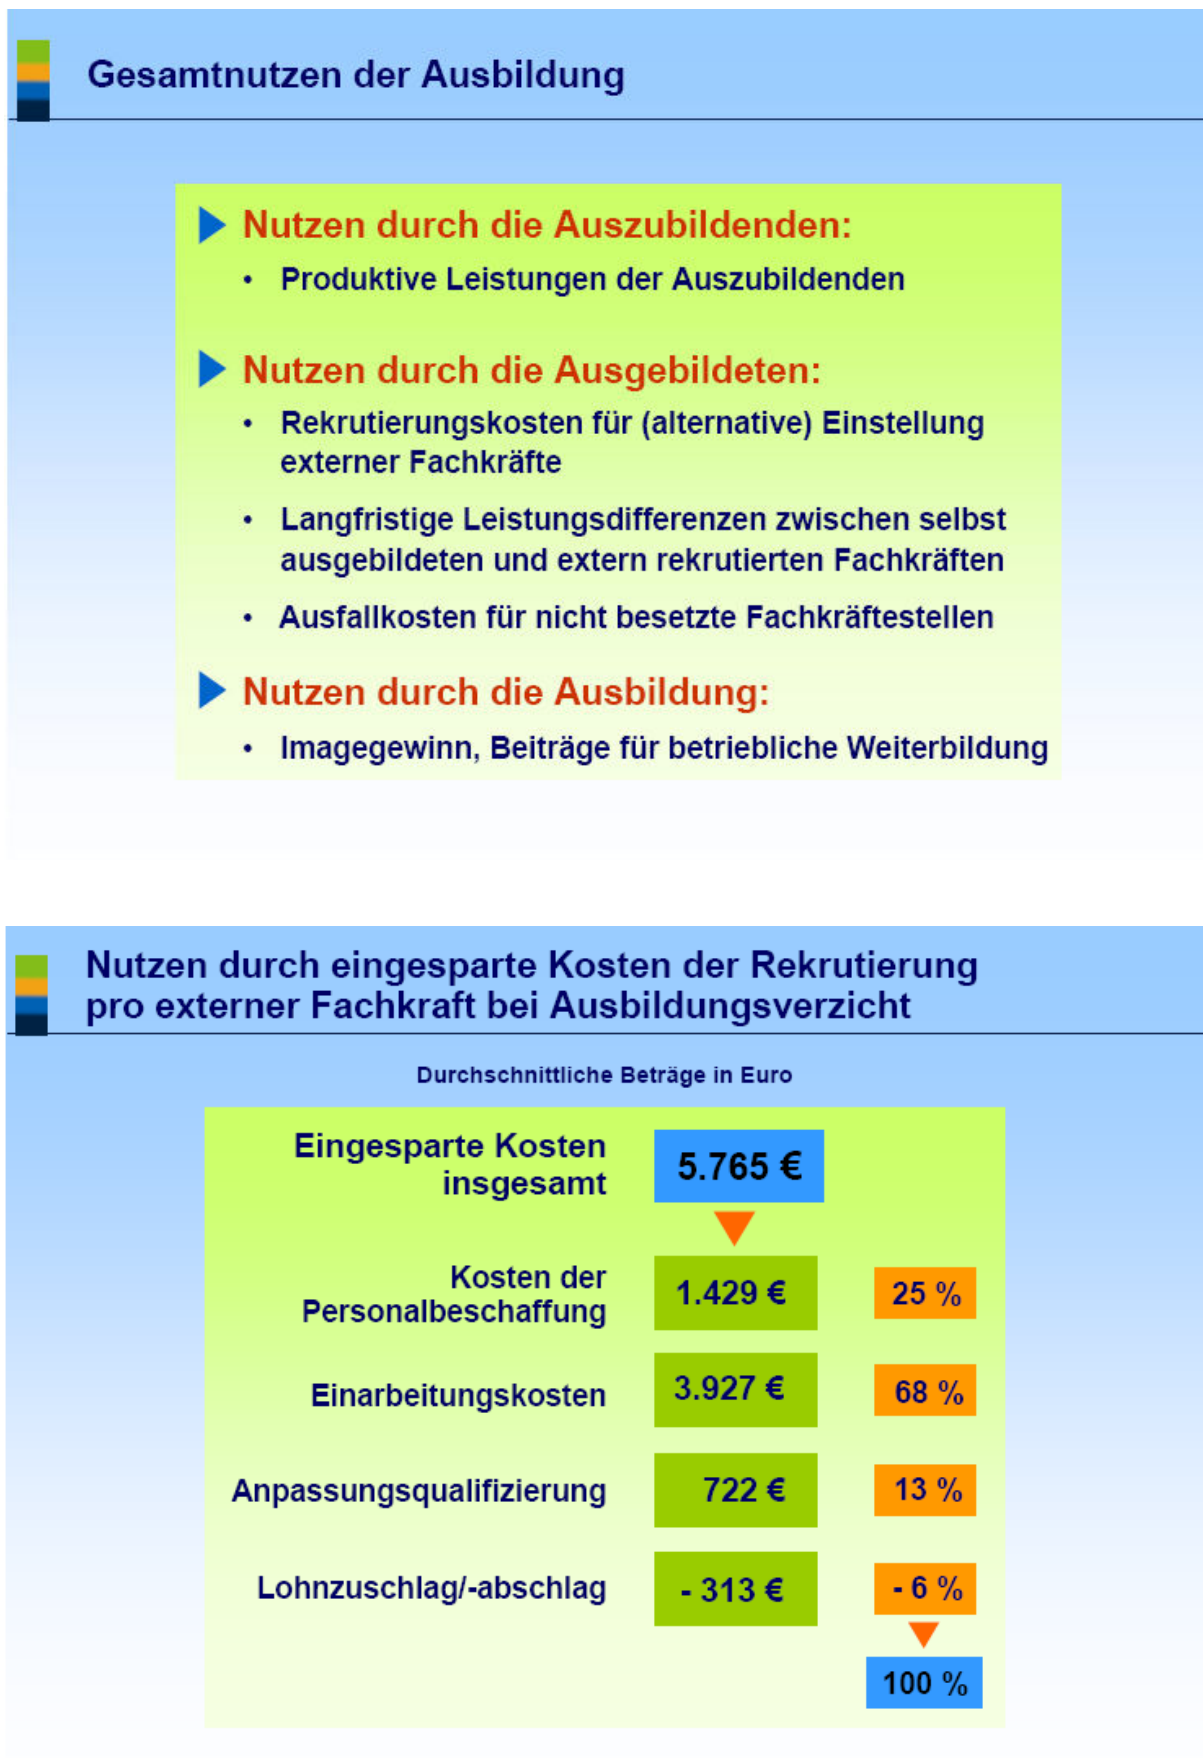 Gesamtnutzen der Ausbildung
Nutzen durch die Auszubildenden:
• Produktive Leistungen der Auszubildenden
Nutzen durch die Ausgebildeten:
• Rekrutierungskosten für (alternative) Einstellung
externer Fachkräfte
• Langfristige Leistungsdifferenzen zwischen selbst
ausgebildeten und extern rekrutierten Fachkräften
• Ausfallkosten für nicht besetzte Fachkräftestellen
Nutzen durch die Ausbildung:
• Imagegewinn, Beiträge für betriebliche Weiterbildung
Nutzen durch eingesparte Kosten der Rekrutierung
pro externer Fachkraft bei Ausbildungsverzicht
Durchschnittliche Beträge in Euro
Eingesparte Kosten
insgesamt
5.765 €
Kosten der
Personalbeschaffung
1.429 €
25 %
Einarbeitungskosten
3.927 €
68 %
Anpassungsqualifizierung
722 €
13 %
Lohnzuschlag/-abschlag
- 313 €
- 6 %
100 %